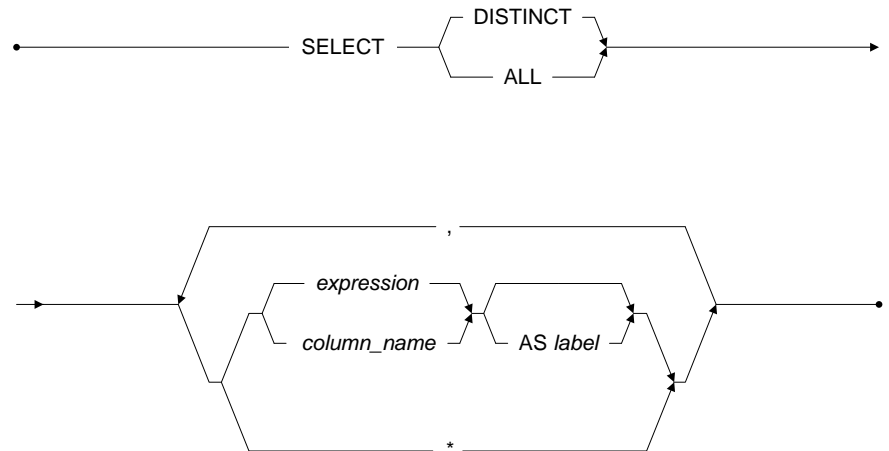 DISTINCT
SELECT
ALL
,
expression
column_name
AS label
*